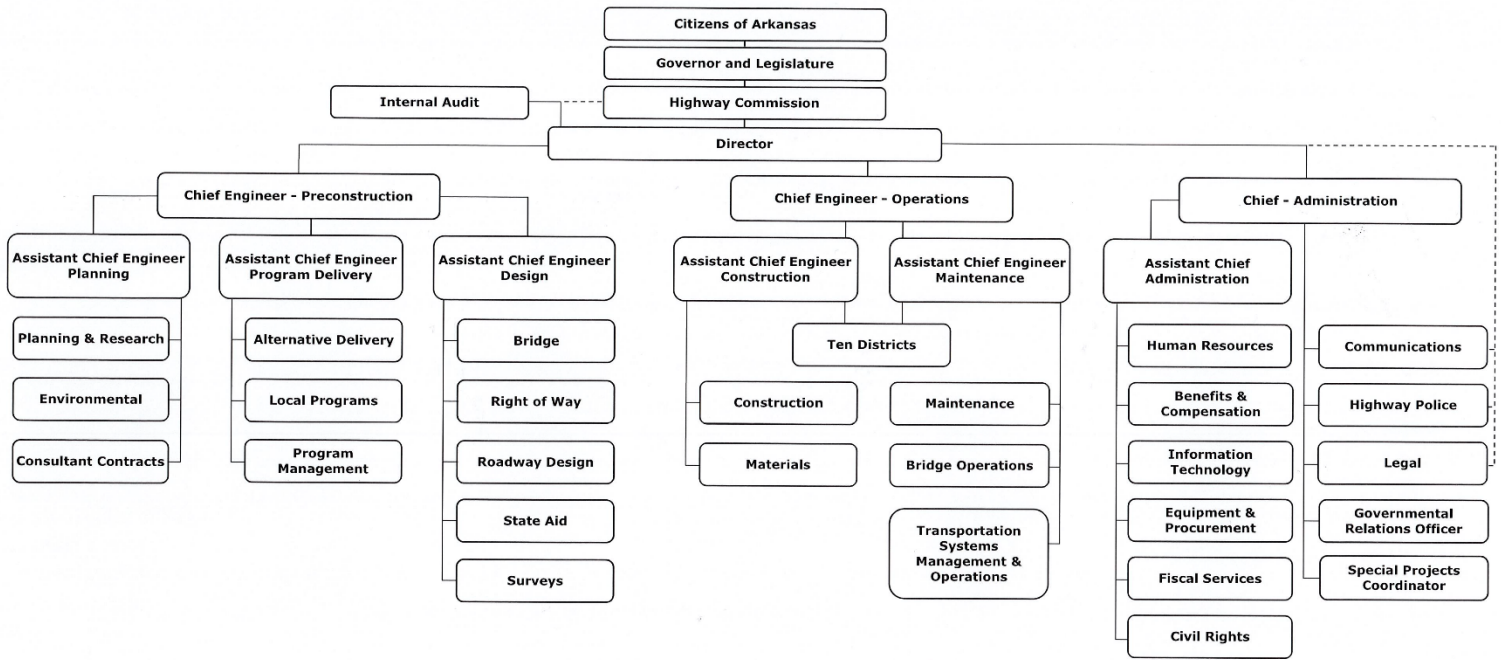 Citizens of Arkansas
Governor and Legislature
Internal Audit
Highway Commission
Director
Chief Engineer - Preconstruction
Chief Engineer - Operations
Chief - Administration
Assistant Chief Engineer
Planning
Assistant Chief Engineer
Program Delivery
Assistant Chief Engineer
Design
Assistant Chief Engineer
Construction
Assistant Chief Engineer
Maintenance
Assistant Chief
Administration
Planning & Research
Environmental
Consultant Contracts
Alternative Delivery
Local Programs
Program
Management
Bridge
Right of Way
Roadway Design
State Aid
Surveys
Ten Districts
Construction
Materials
Maintenance
Bridge Operations
Transportation
Systems
Management &
Operations
Human Resources
Benefits &
Compensation
Information
Technology
Equipment &
Procurement
Fiscal Services
Civil Rights
Communications
Highway Police
Legal
Governmental
Relations Officer
Special Projects
Coordinator